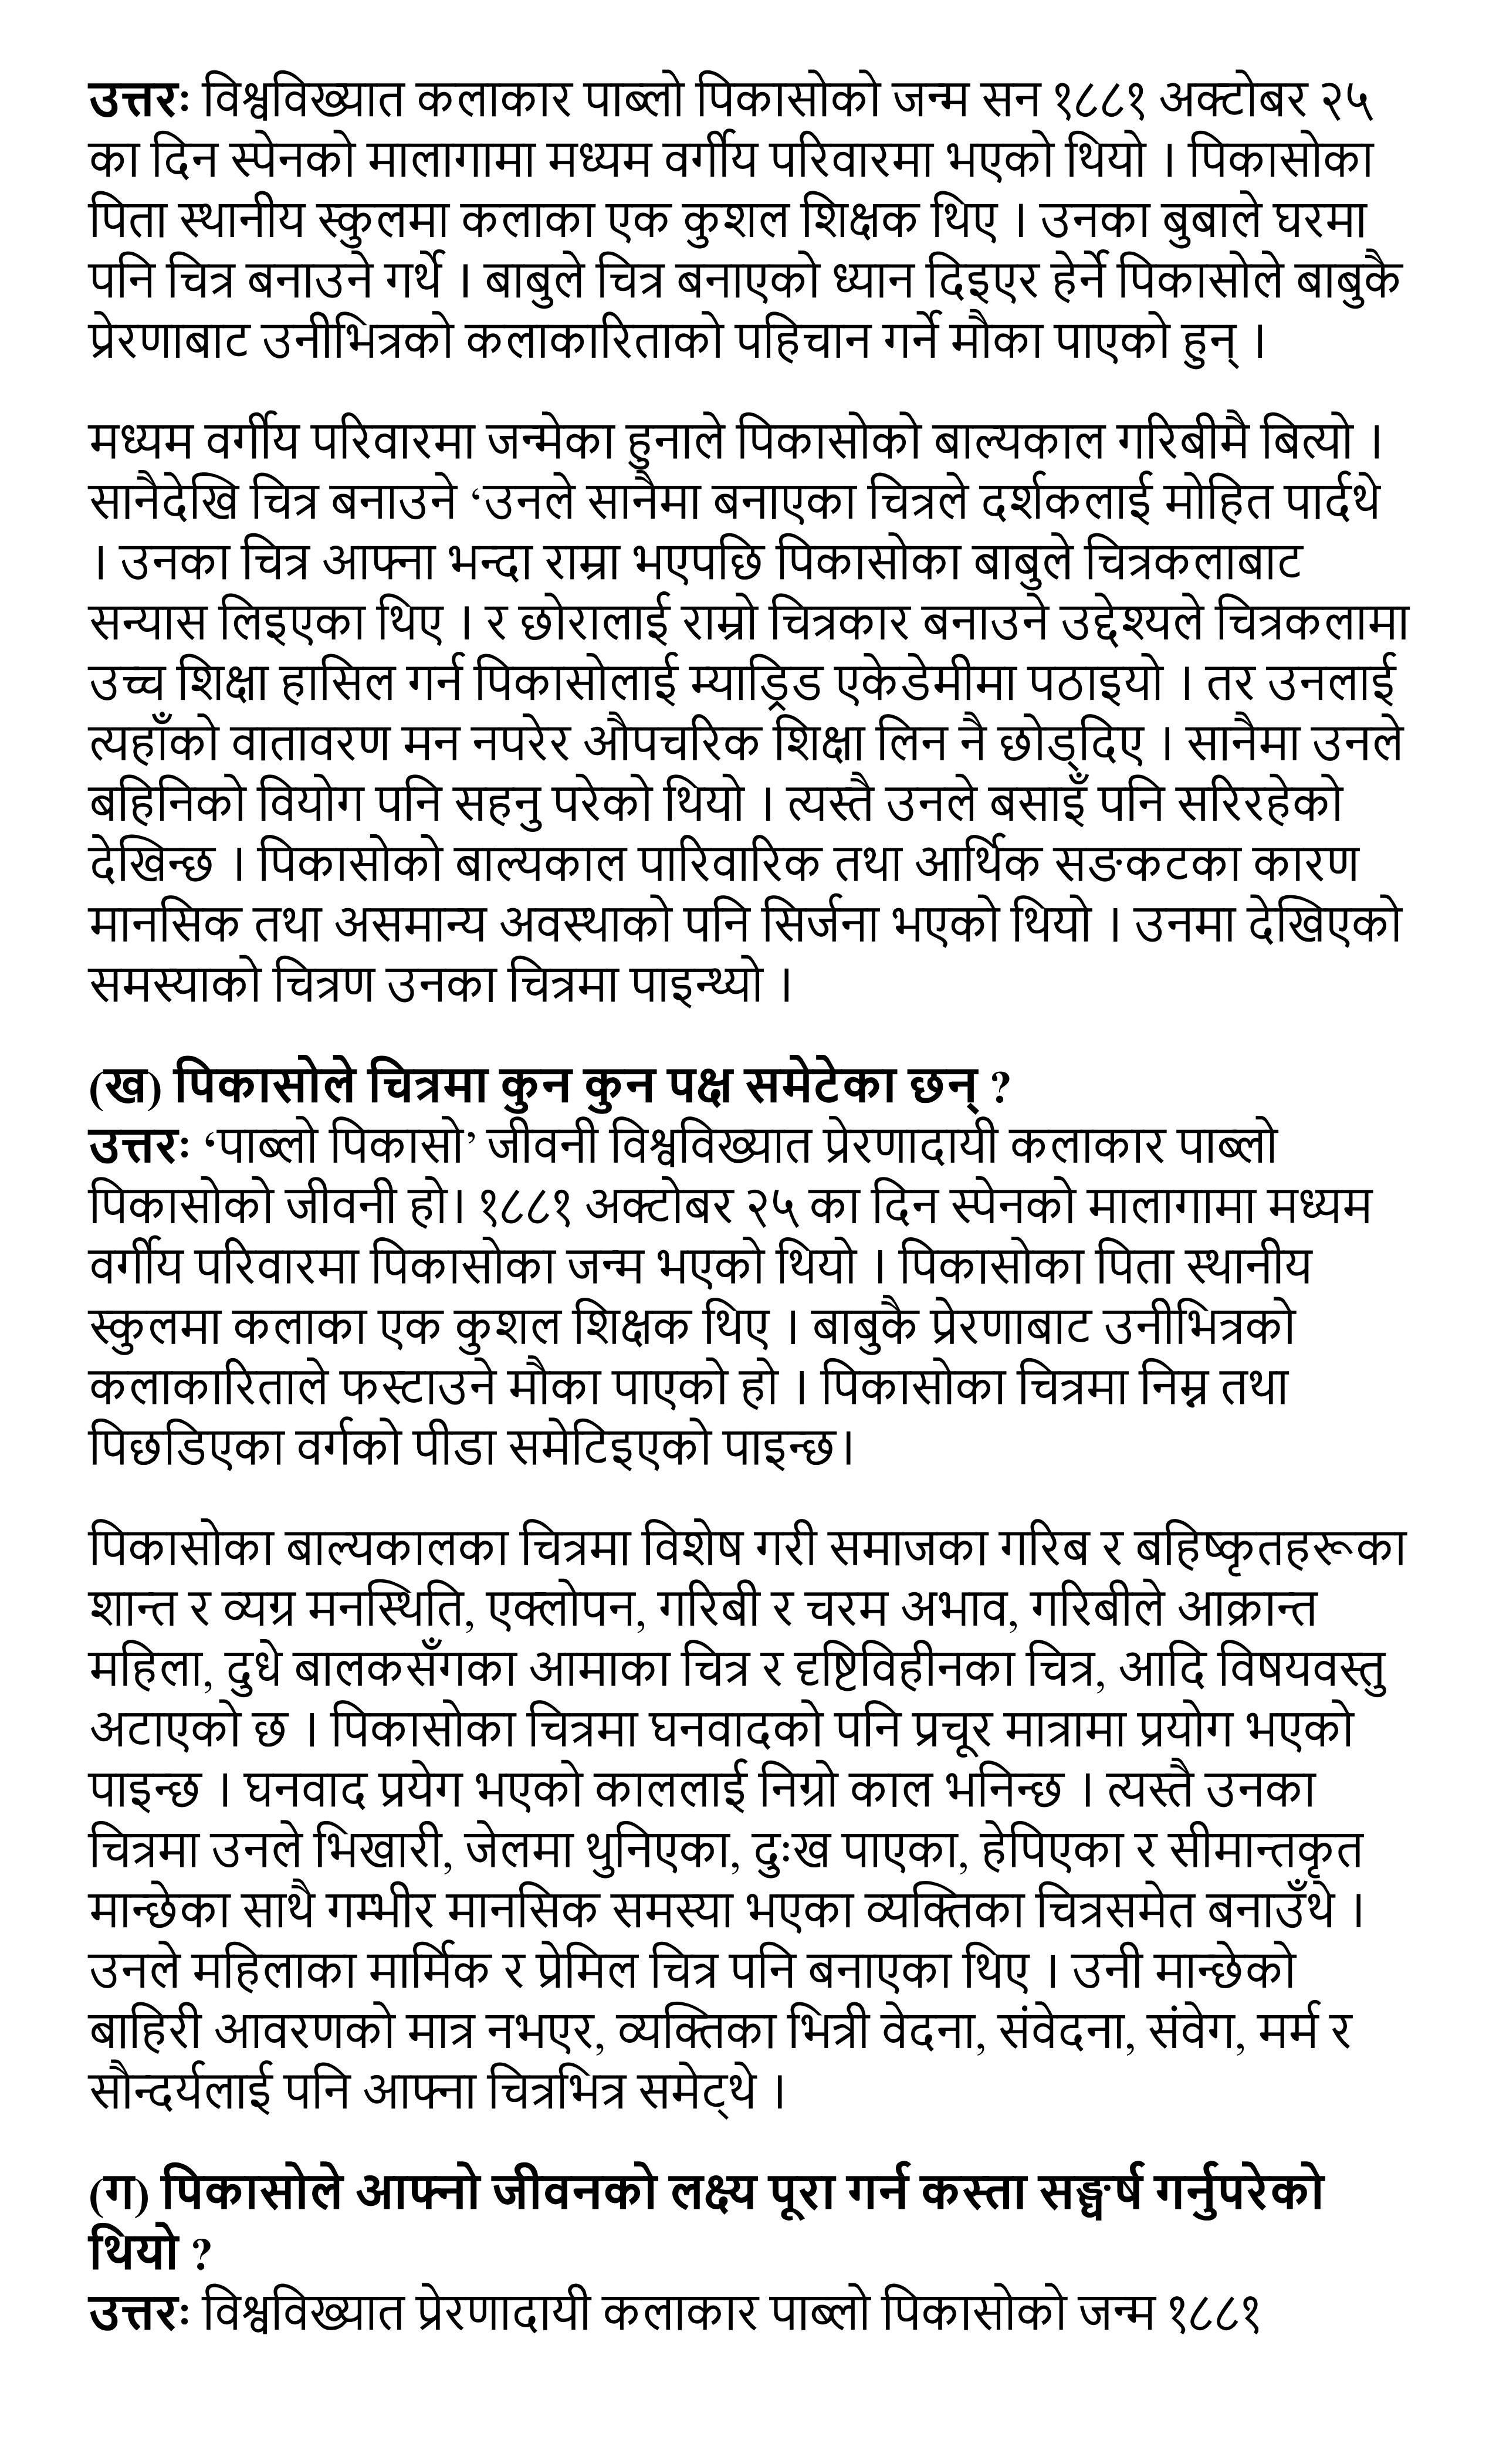 उत्तरः विश्वविख्यात कलाकार पाब्लो पिकासोको जन्म सन १८८१ अक्टोबर २५
का दिन स्पेनको मालागामा मध्यम वर्गीय परिवारमा भएको थियो । पिकासोका
पिता स्थानीय स्कुलमा कलाका एक कुशल शिक्षक थिए । उनका बुबाले घरमा
पनि चित्र बनाउने गर्थे । बाबुले चित्र बनाएको ध्यान दिइएर हेर्ने पिकासोले बाबुकै
प्रेरणाबाट उनीभित्रको कलाकारिताको पहिचान गर्ने मौका पाएको हुन् ।
मध्यम वर्गीय परिवारमा जन्मेका हुनाले पिकासोको बाल्यकाल गरिबीमै बित्यो ।
सानैदेखि चित्र बनाउने ‘उनले सानैमा बनाएका चित्रले दर्शकलाई मोहित पार्दथे
। उनका चित्र आफ्ना भन्दा राम्रा भएपछि पिकासोका बाबुले चित्रकलाबाट
सन्यास लिइएका थिए । र छोरालाई राम्रो चित्रकार बनाउने उद्देश्यले चित्रकलामा
उच्च शिक्षा हासिल गर्न पिकासोलाई म्याड्रिड एकेडेमीमा पठाइयो । तर उनलाई
त्यहाँको वातावरण मन नपरेर औपचरिक शिक्षा लिन नै छोड्दिए । सानैमा उनले
बहिनिको वियोग पनि सहनु परेको थियो । त्यस्तै उनले बसाइँ पनि सरिरहेको
देखिन्छ । पिकासोको बाल्यकाल पारिवारिक तथा आर्थिक सङकटका कारण
मानसिक तथा असमान्य अवस्थाको पनि सिर्जना भएको थियो । उनमा देखिएको
समस्याको चित्रण उनका चित्रमा पाइन्थ्यो ।
(ख) पिकासोले चित्रमा कुन कुन पक्ष समेटेका छन् ?
उत्तरः ‘पाब्लो पिकासो’ जीवनी विश्वविख्यात प्रेरणादायी कलाकार पाब्लो
पिकासोको जीवनी हो। १८८१ अक्टोबर २५ का दिन स्पेनको मालागामा मध्यम
वर्गीय परिवारमा पिकासोका जन्म भएको थियो । पिकासोका पिता स्थानीय
स्कुलमा कलाका एक कुशल शिक्षक थिए । बाबुकै प्रेरणाबाट उनीभित्रको
कलाकारिताले फस्टाउने मौका पाएको हो । पिकासोका चित्रमा निम्न तथा
पिछडिएका वर्गको पीडा समेटिइएको पाइन्छ।
पिकासोका बाल्यकालका चित्रमा विशेष गरी समाजका गरिब र बहिष्कृतहरूका
शान्त र व्यग्र मनस्थिति, एक्लोपन, गरिबी र चरम अभाव, गरिबीले आक्रान्त
महिला, दुधे बालकसँगका आमाका चित्र र दृष्टिविहीनका चित्र, आदि विषयवस्तु
अटाएको छ । पिकासोका चित्रमा घनवादको पनि प्रचूर मात्रामा प्रयोग भएको
पाइन्छ । घनवाद प्रयेग भएको काललाई निग्रो काल भनिन्छ । त्यस्तै उनका
चित्रमा उनले भिखारी, जेलमा थुनिएका, दुःख पाएका, हेपिएका र सीमान्तकृत
मान्छेका साथै गम्भीर मानसिक समस्या भएका व्यक्तिका चित्रसमेत बनाउँथे ।
उनले महिलाका मार्मिक र प्रेमिल चित्र पनि बनाएका थिए । उनी मान्छेको
बाहिरी आवरणको मात्र नभएर, व्यक्तिका भित्री वेदना, संवेदना, संवेग, मर्म र
सौन्दर्यलाई पनि आफ्ना चित्रभित्र समेट्थे ।
(ग) पिकासोले आफ्नो जीवनको लक्ष्य पूरा गर्न कस्ता सङ्घर्ष गर्नुपरेको
थियो ?
उत्तरः विश्वविख्यात प्रेरणादायी कलाकार पाब्लो पिकासोको जन्म १८८१